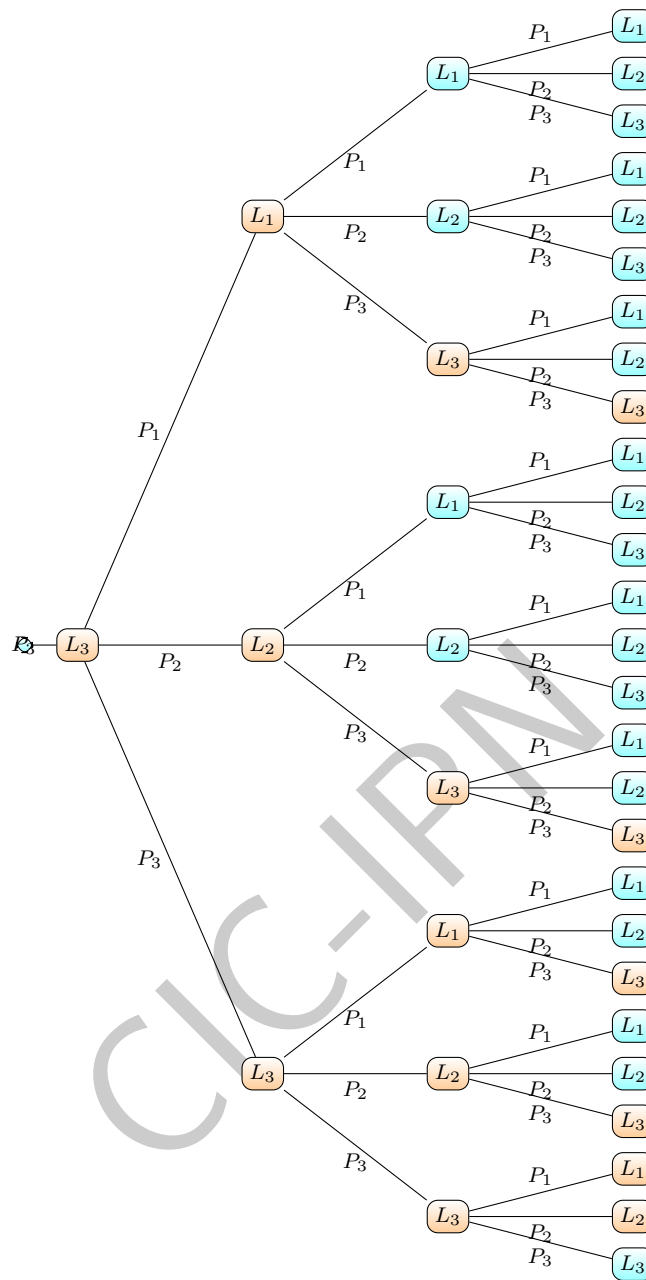 P₁ L₁
L₁ L₂
P₂
P₃ L₃
P₁ L₁
P₁
L₁ L₂ L₂
P₂ P₂
P₃ L₃
P₃ L₁
P₁
L₃ L₂
P₂
P₃ L₃
P₁
L₁
P₁
L₁ L₂
P₂
P₃ L₃
P₁ L₁
P₁
L₃ L₂ L₂ L₂
P₂ P₂ P₂
P₃ L₃
P₃ L₁
P₁
L₃ L₂
P₂
P₃ L₃
P₃
L₁
P₁
L₁ L₂
P₂
P₃ L₃
P₁ L₁
P₁
L₃ L₂ L₂
P₂ P₂
P₃ L₃
P₃ L₁
P₁
L₃ L₂
P₂
P₃ L₃
CIC-IPN